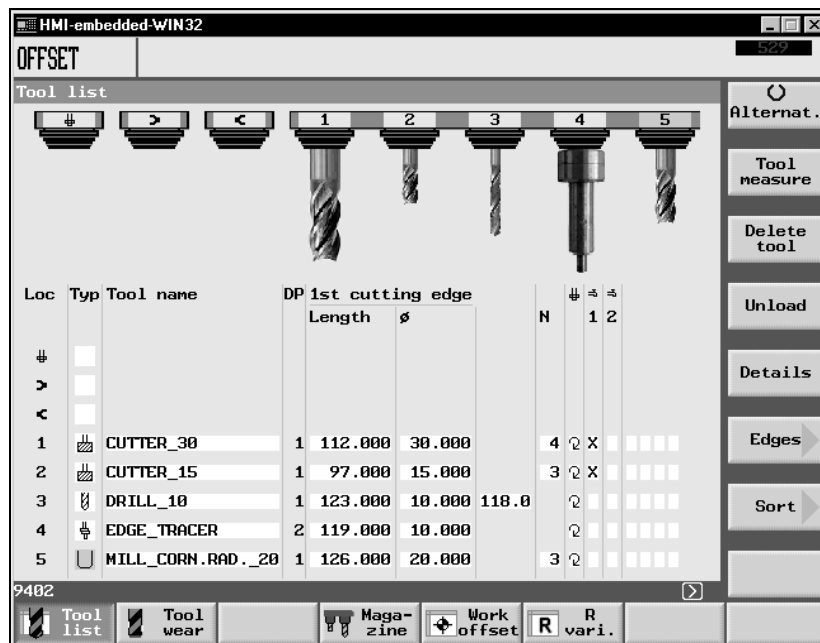 HMI-embedded-WIN32
OFFSET
529
Tool list
1 2 3 4 5
Loc Typ Tool name DP 1st cutting edge
Length ø N 1 2
1 CUTTER_30 1 112.000 30.000 4 X
2 CUTTER_15 1 97.000 15.000 3 X
3 DRILL_10 1 123.000 10.000 118.0
4 EDGE_TRACER 2 119.000 10.000
5 MILL_CORN.RAD._20 1 126.000 20.000 3
9402
Alternat.
Tool
measure
Delete
tool
Unload
Details
Edges
Sort
Tool
list
Tool
wear
Maga-
zine
Work
offset
R
R
vari.